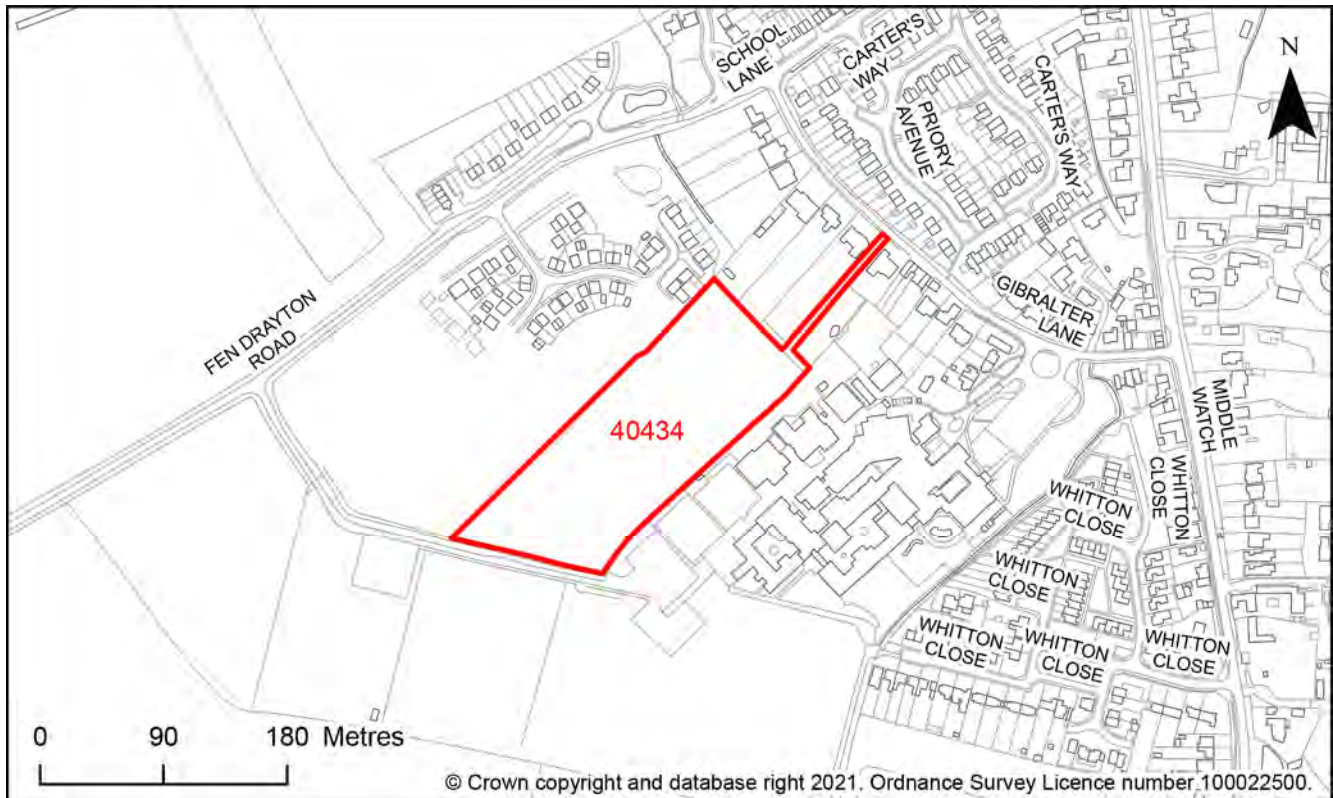 SCHOOL
LANE
CARTER'S
WAY
N
CARTER'S WAY
PRIORY
AVENUE
FEN DRAYTON
ROAD
GIBRALTER
LANE
MIDDLE
WATCH
40434
WHITTON
CLOSE
WHITTON
CLOSE
WHITTON
CLOSE
WHITTON
CLOSE
WHITTON
CLOSE
WHITTON
CLOSE
0 90 180 Metres
© Crown copyright and database right 2021. Ordnance Survey Licence number 100022500.